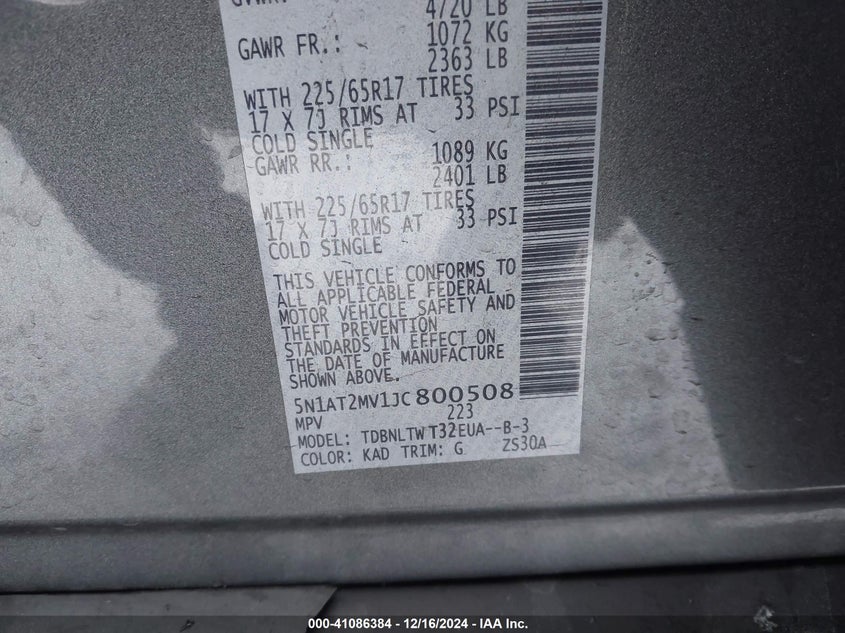 GVWR:
4720 LB
GAWR FR.: 1072 KG
2363 LB
WITH 225/65R17 TIRES
17 X 7J RIMS AT 33 PSI
COLD SINGLE
GAWR RR.: 1089 KG
2401 LB
WITH 225/65R17 TIRES
17 X 7J RIMS AT 33 PSI
COLD SINGLE
THIS VEHICLE CONFORMS TO
ALL APPLICABLE FEDERAL
MOTOR VEHICLE SAFETY AND
THEFT PREVENTION
STANDARDS IN EFFECT ON
THE DATE OF MANUFACTURE
SHOWN ABOVE.
5N1AT2MV1JC800508
MPV 223
MODEL: TDBNLTWT32EUA--B-3
COLOR: KAD TRIM: G ZS30A
000-41086384 - 12/16/2024 - IAA Inc.